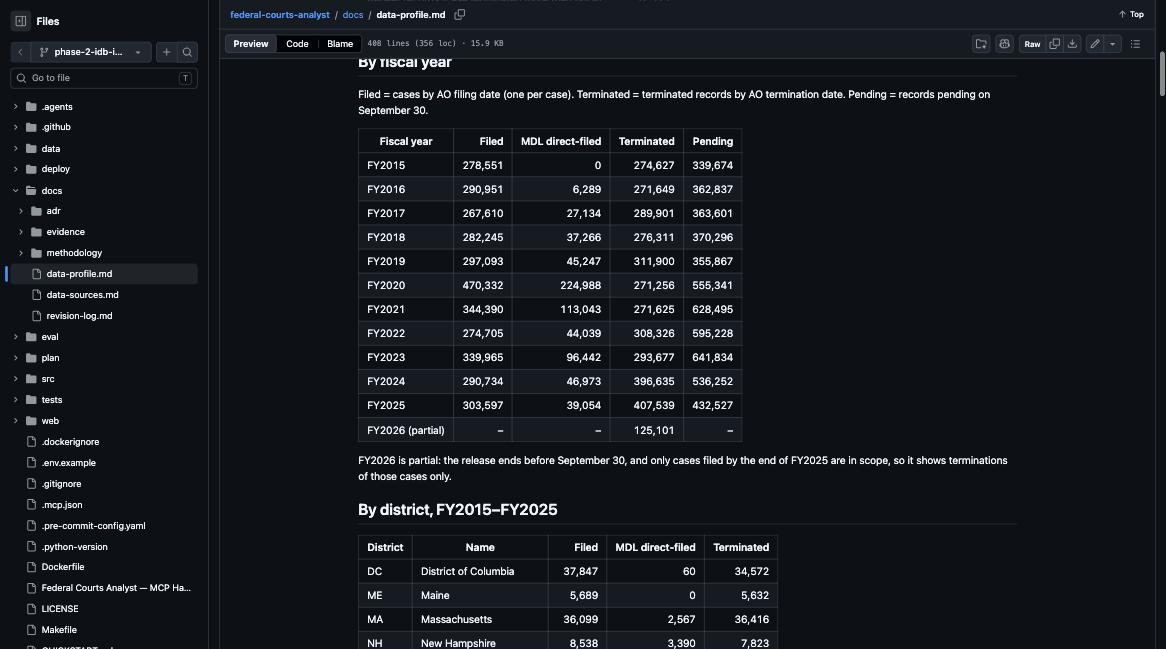 Files
federal-courts-analyst / docs / data-profile.md
Top
phase-2-idb-i...
Preview Code Blame 408 lines (356 loc) · 15.9 KB
Raw
Go to file T
.agents
.github
data
deploy
docs
adr
evidence
methodology
data-profile.md
data-sources.md
revision-log.md
eval
plan
src
tests
web
.dockerignore
.env.example
.gitignore
.mcp.json
.pre-commit-config.yaml
.python-version
Dockerfile
Federal Courts Analyst — MCP Ha...
LICENSE
Makefile
By fiscal year
Filed = cases by AO filing date (one per case). Terminated = terminated records by AO termination date. Pending = records pending on
September 30.
Fiscal year Filed MDL direct-filed Terminated Pending
FY2015 278,551 0 274,627 339,674
FY2016 290,951 6,289 271,649 362,837
FY2017 267,610 27,134 289,901 363,601
FY2018 282,245 37,266 276,311 370,296
FY2019 297,093 45,247 311,900 355,867
FY2020 470,332 224,988 271,256 555,341
FY2021 344,390 113,043 271,625 628,495
FY2022 274,705 44,039 308,326 595,228
FY2023 339,965 96,442 293,677 641,834
FY2024 290,734 46,973 396,635 536,252
FY2025 303,597 39,054 407,539 432,527
FY2026 (partial) – – 125,101 –
FY2026 is partial: the release ends before September 30, and only cases filed by the end of FY2025 are in scope, so it shows terminations
of those cases only.
By district, FY2015–FY2025
District Name Filed MDL direct-filed Terminated
DC District of Columbia 37,847 60 34,572
ME Maine 5,689 0 5,632
MA Massachusetts 36,099 2,567 36,416
NH New Hampshire 8,538 3,390 7,823